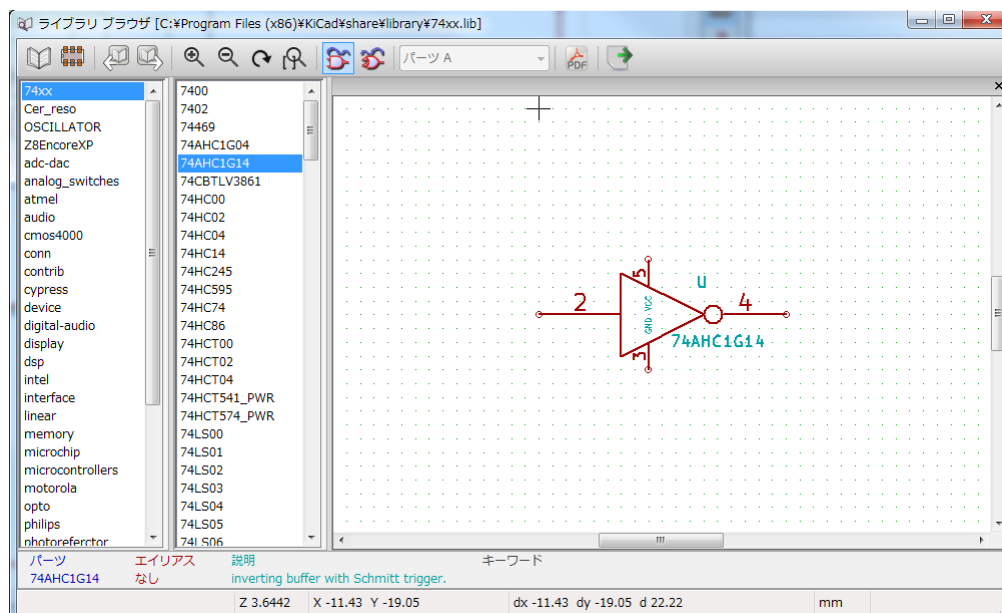 ライブラリ ブラウザ [C:¥Program Files (x86)¥KiCad¥share¥library¥74xx.lib]
パーツ A
PDF
74xx
Cer_reso
OSCILLATOR
Z8EncoreXP
adc-dac
analog_switches
atmel
audio
cmos4000
conn
contrib
cypress
device
digital-audio
display
dsp
intel
interface
linear
memory
microchip
microcontrollers
motorola
opto
philips
photoreferctor
7400
7402
74469
74AHC1G04
74AHC1G14
74CBTLV3861
74HC00
74HC02
74HC04
74HC14
74HC245
74HC595
74HC74
74HC86
74HCT00
74HCT02
74HCT04
74HCT541_PWR
74HCT574_PWR
74LS00
74LS01
74LS02
74LS03
74LS04
74LS05
74LS06
5
U
2
GND VCC
4
74AHC1G14
3
パーツ エイリアス 説明 キーワード
74AHC1G14 なし inverting buffer with Schmitt trigger.
Z 3.6442 X -11.43 Y -19.05 dx -11.43 dy -19.05 d 22.22 mm